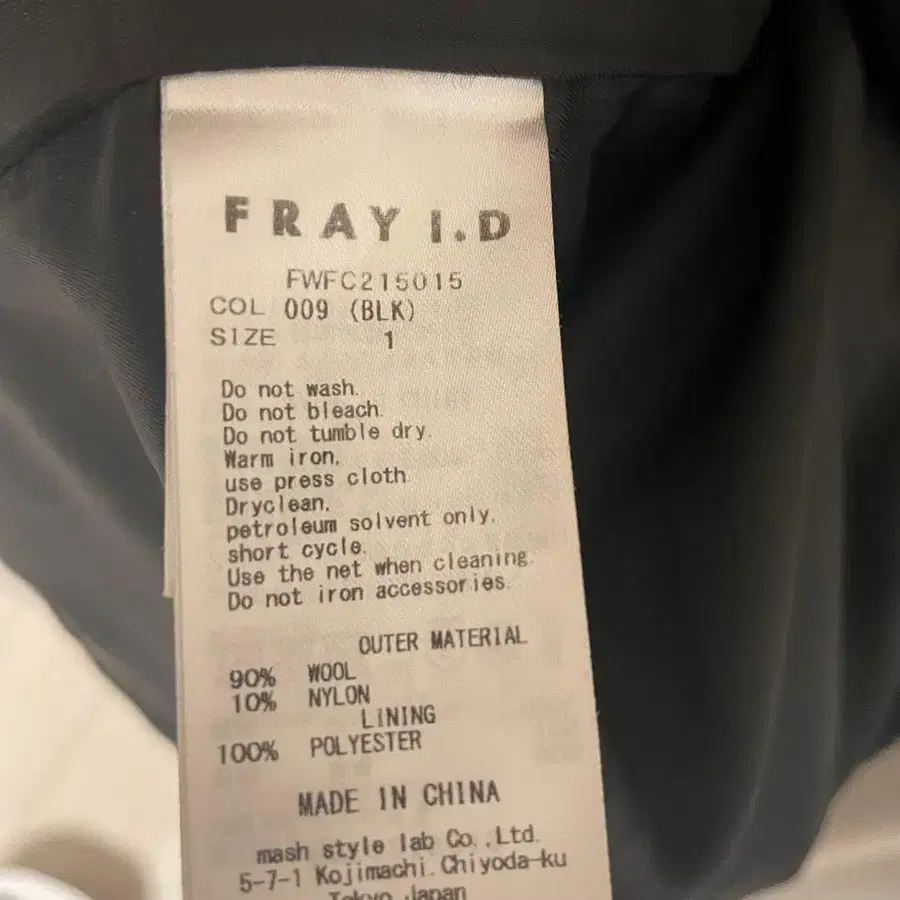 FRAY I.D
FWFC215015
COL 009 (BLK)
SIZE 1
Do not wash.
Do not bleach.
Do not tumble dry.
Warm iron,
use press cloth.
Dryclean,
petroleum solvent only,
short cycle.
Use the net when cleaning.
Do not iron accessories.
OUTER MATERIAL
90% WOOL
10% NYLON
LINING
100% POLYESTER
MADE IN CHINA
mash style lab Co.,Ltd.
5-7-1 Kojimachi.Chiyoda-ku
Tokyo Japan